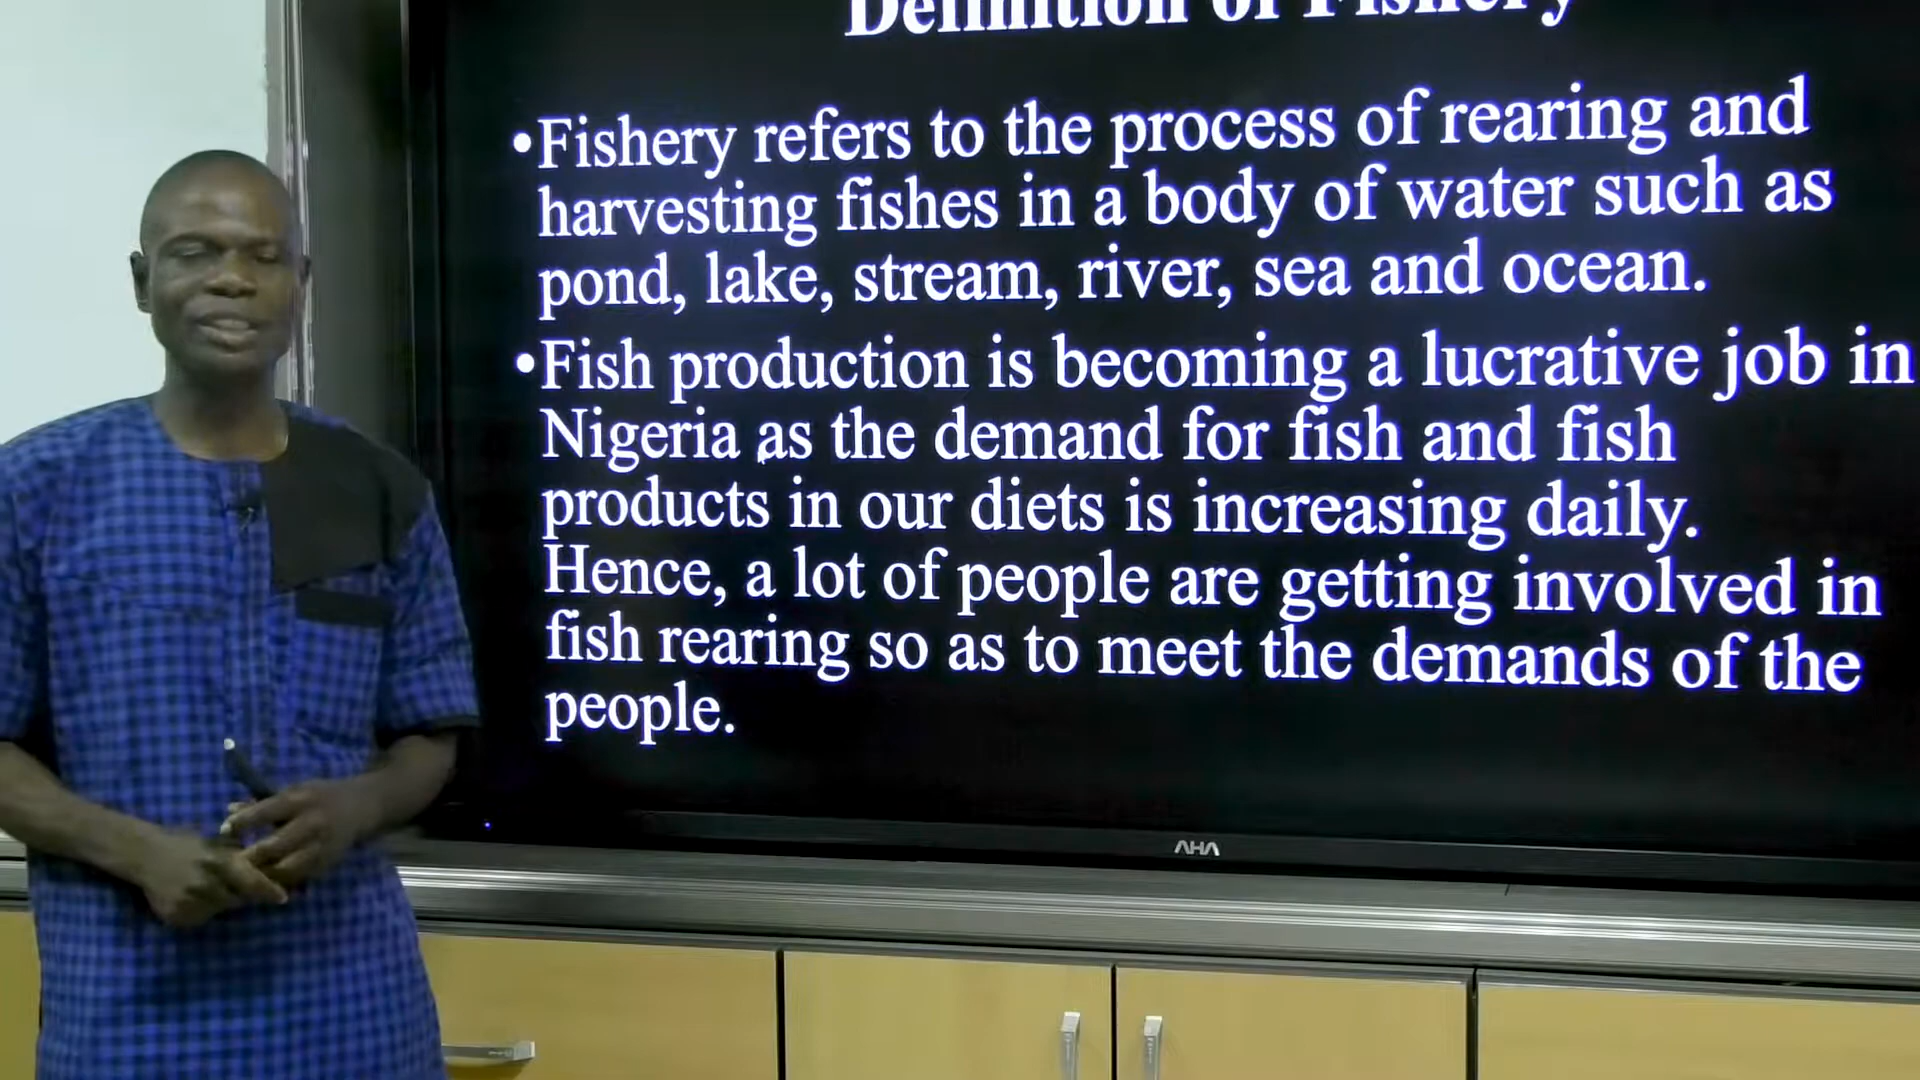 Definition of Fishery
•Fishery refers to the process of rearing and
harvesting fishes in a body of water such as
pond, lake, stream, river, sea and ocean.
•Fish production is becoming a lucrative job in
Nigeria as the demand for fish and fish
products in our diets is increasing daily.
Hence, a lot of people are getting involved in
fish rearing so as to meet the demands of the
people.
AHA